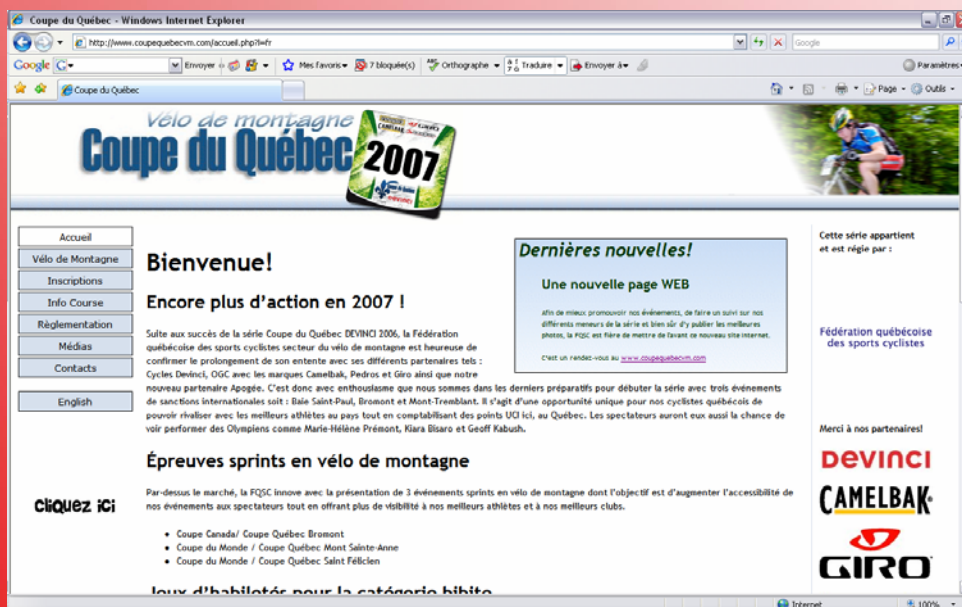 Coupe du Québec - Windows Internet Explorer
http://www.coupequebecvm.com/accueil.php?l=fr
Google
Google
Envoyer
Mes favoris
7 bloquée(s)
Orthographe
Traduire
Envoyer à
Paramètres
Coupe du Québec
Page
Outils
Vélo de montagne
Coupe du Québec
2007
CAMELBAK
GIRO
DEVINCI
Accueil
Vélo de Montagne
Inscriptions
Info Course
Règlementation
Médias
Contacts
English
Cliquez ici
Bienvenue!
Encore plus d'action en 2007 !
Suite aux succès de la série Coupe du Québec DEVINCI 2006, la Fédération
québécoise des sports cyclistes secteur du vélo de montagne est heureuse de
confirmer le prolongement de son entente avec ses différents partenaires tels :
Cycles Devinci, OGC avec les marques Camelbak, Pedros et Giro ainsi que notre
nouveau partenaire Apogée. C'est donc avec enthousiasme que nous sommes dans les derniers préparatifs pour débuter la série avec trois événements
de sanctions internationales soit : Baie Saint-Paul, Bromont et Mont-Tremblant. Il s'agit d'une opportunité unique pour nos cyclistes québécois de
pouvoir rivaliser avec les meilleurs athlètes au pays tout en comptabilisant des points UCI ici, au Québec. Les spectateurs auront eux aussi la chance de
voir performer des Olympiens comme Marie-Hélène Prémont, Kiara Bisaro et Geoff Kabush.
Dernières nouvelles!
Une nouvelle page WEB
Afin de mieux promouvoir nos événements, de faire un suivi sur nos
différents meneurs de la série et bien sûr d'y publier les meilleures
photos, la FQSC est fière de mettre de l'avant ce nouveau site internet.
C'est un rendez-vous au www.coupequebecvm.com
Épreuves sprints en vélo de montagne
Par-dessus le marché, la FQSC innove avec la présentation de 3 événements sprints en vélo de montagne dont l'objectif est d'augmenter l'accessibilité de
nos événements aux spectateurs tout en offrant plus de visibilité à nos meilleurs athlètes et à nos meilleurs clubs.
• Coupe Canada/ Coupe Québec Bromont
• Coupe du Monde / Coupe Québec Mont Sainte-Anne
• Coupe du Monde / Coupe Québec Saint Félicien
Jeux d'habiletés pour la catégorie bibite
Cette série appartient
et est régie par :
Fédération québécoise
des sports cyclistes
Merci à nos partenaires!
DEVINCI
CAMELBAK
GIRO
Internet
100%